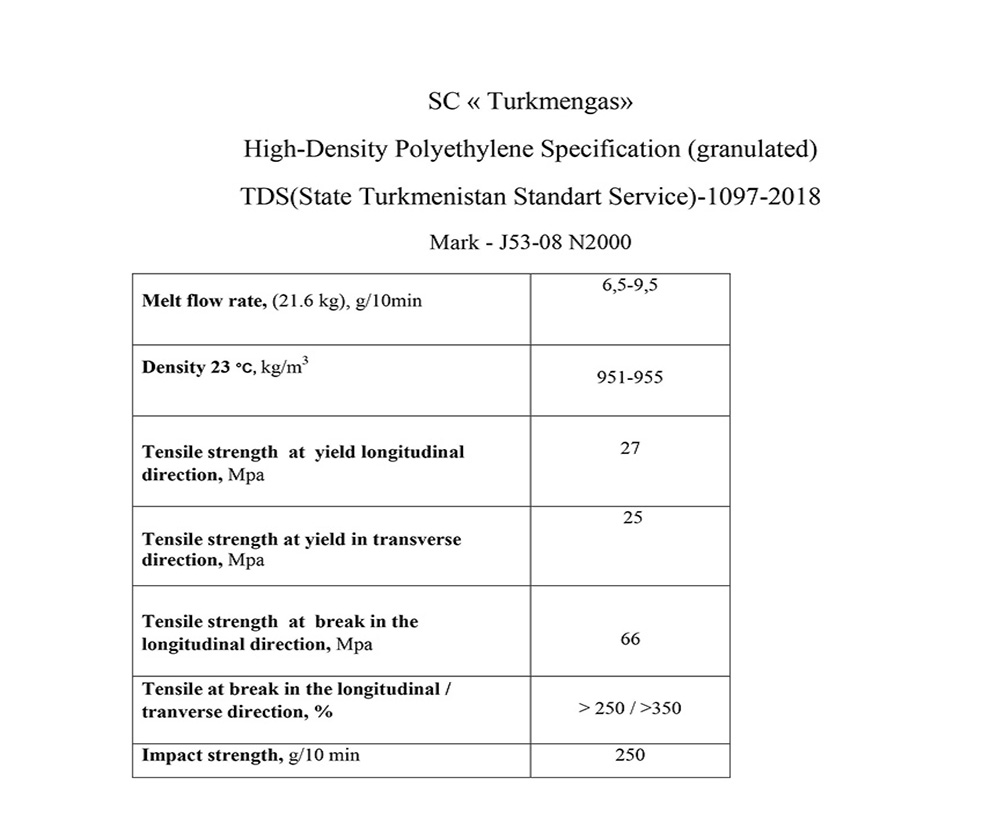 SC « Turkmengas»
High-Density Polyethylene Specification (granulated)
TDS(State Turkmenistan Standart Service)-1097-2018
Mark - J53-08 N2000
Melt flow rate, (21.6 kg), g/10min
6,5-9,5
Density 23 °C, kg/m³
951-955
Tensile strength at yield longitudinal
direction, Mpa
27
Tensile strength at yield in transverse
direction, Mpa
25
Tensile strength at break in the
longitudinal direction, Mpa
66
Tensile at break in the longitudinal /
tranverse direction, %
> 250 / >350
Impact strength, g/10 min
250